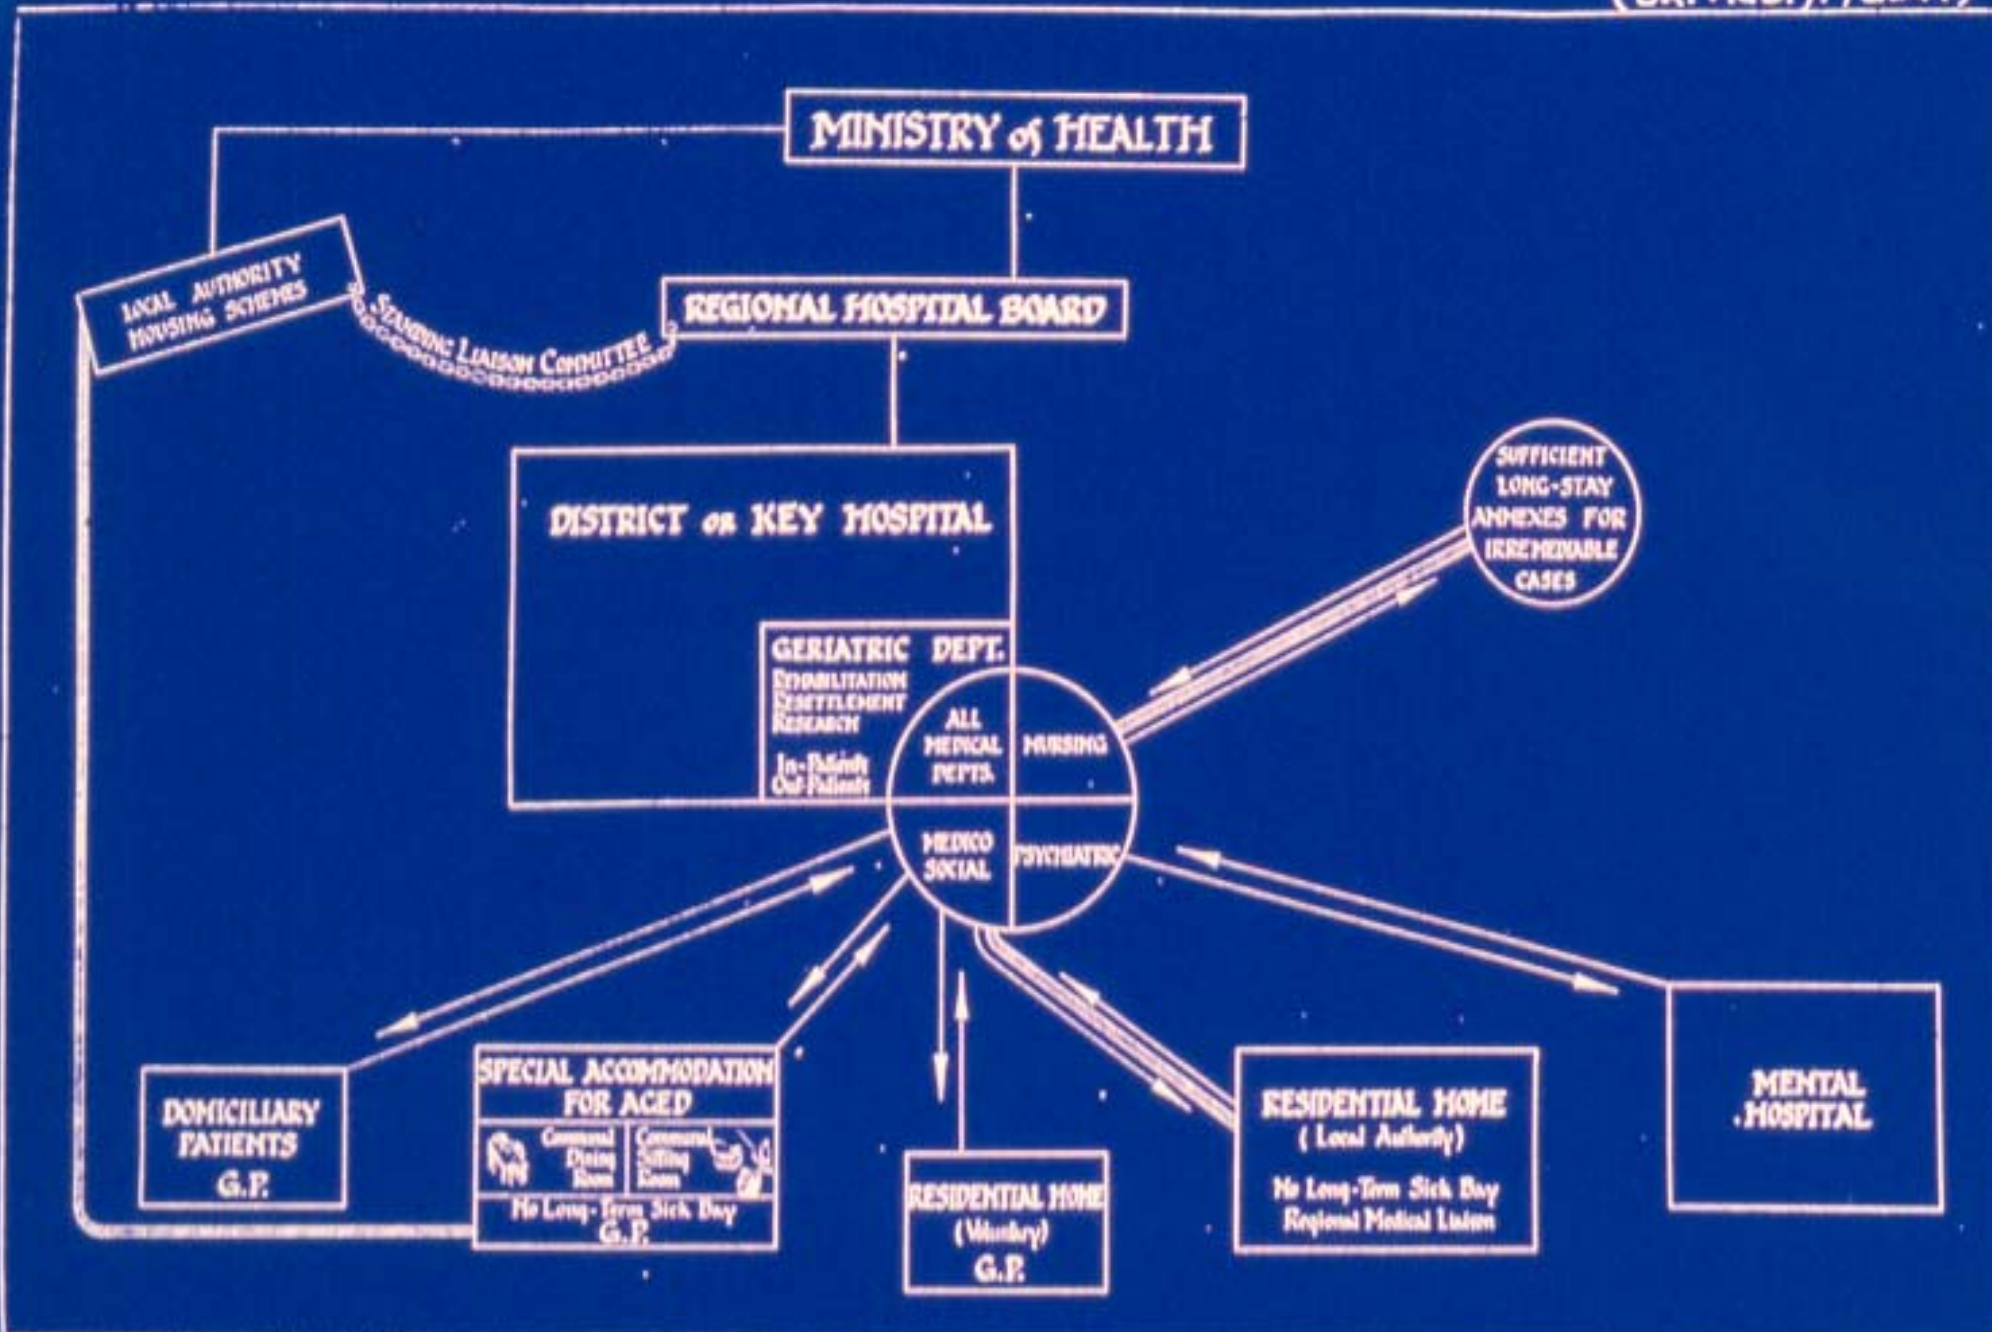 MINISTRY of HEALTH
LOCAL AUTHORITY
HOUSING SCHEMES
STANDING LIAISON COMMITTEE
REGIONAL HOSPITAL BOARD
DISTRICT OR KEY HOSPITAL
SUFFICIENT
LONG-STAY
ANNEXES FOR
IRREMEDIABLE
CASES
GERIATRIC DEPT.
REHABILITATION
RESETTLEMENT
RESEARCH
In-Patients
Out-Patients
ALL
MEDICAL
DEPTS.
NURSING
MEDICO
SOCIAL
PSYCHIATRIC
DOMICILIARY
PATIENTS
G.P.
SPECIAL ACCOMMODATION
FOR AGED
Communal
Dining
Room
Communal
Sitting
Room
No Long-Term Sick Bay
G.P.
RESIDENTIAL HOME
(Voluntary)
G.P.
RESIDENTIAL HOME
(Local Authority)
No Long-Term Sick Bay
Regional Medical Liaison
MENTAL
HOSPITAL